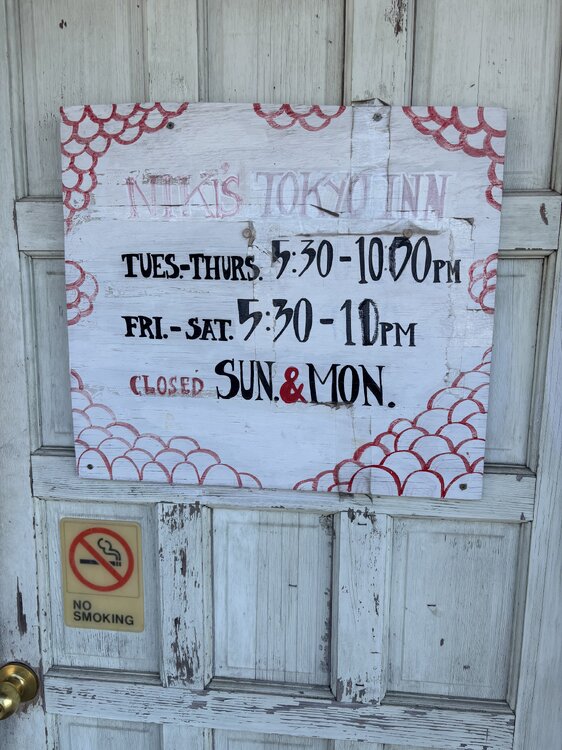 NIKI'S TOKYO INN
TUES.-THURS. 5:30-10:00PM
FRI.-SAT. 5:30-10PM
CLOSED SUN.&MON.
NO
SMOKING